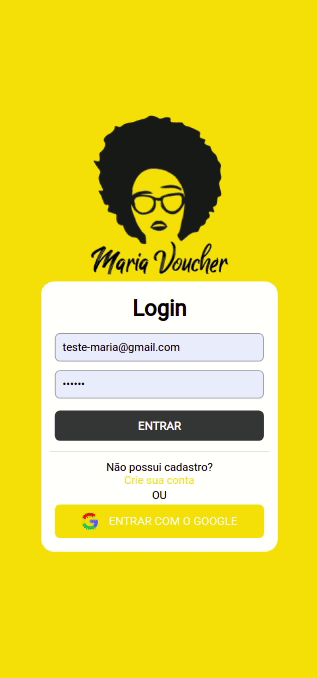 Maria Voucher
Login
teste-maria@gmail.com
••••••
ENTRAR
Não possui cadastro?
Crie sua conta
OU
ENTRAR COM O GOOGLE